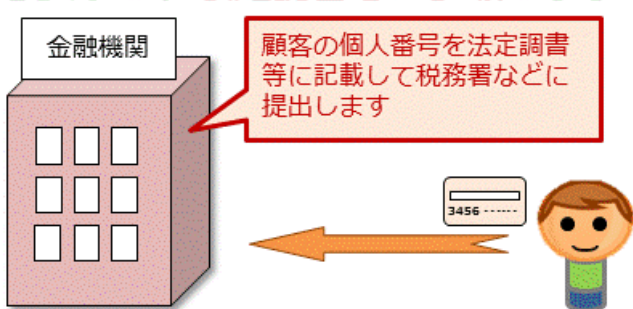 金融機関
顧客の個人番号を法定調書
等に記載して税務署などに
提出します
3456 ------